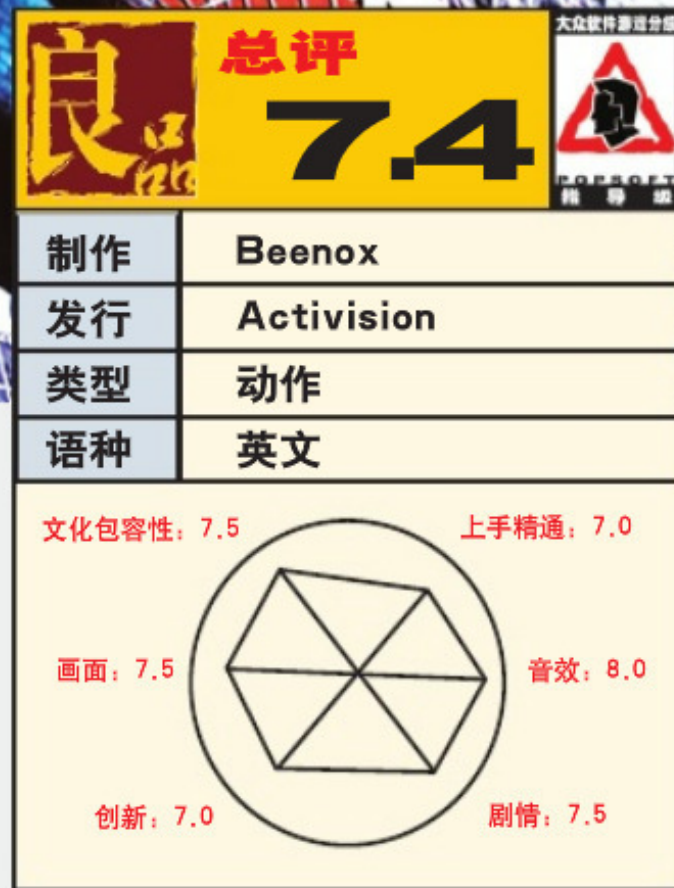 良品
总评
7.4
大众软件游戏分级
POPSOFT
指导级
制作 Beenox
发行 Activision
类型 动作
语种 英文
文化包容性：7.5 上手精通：7.0
画面：7.5 音效：8.0
创新：7.0 剧情：7.5